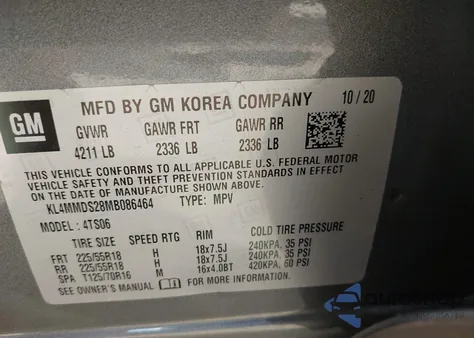 GM
MFD BY GM KOREA COMPANY 10/20
GVWR GAWR FRT GAWR RR
4211 LB 2336 LB 2336 LB
THIS VEHICLE CONFORMS TO ALL APPLICABLE U.S. FEDERAL MOTOR
VEHICLE SAFETY AND THEFT PREVENTION STANDARDS IN EFFECT
ON THE DATE OF MANUFACTURE SHOWN ABOVE.
KL4MMDS28MB086464 TYPE: MPV
MODEL: 4TS06
TIRE SIZE SPEED RTG RIM COLD TIRE PRESSURE
FRT 225/55R18 H 18x7.5J 240KPA, 35 PSI
RR 225/55R18 H 18x7.5J 240KPA, 35 PSI
SPA T125/70R16 M 16x4.0BT 420KPA, 60 PSI
SEE OWNER'S MANUAL FOR MORE INFORMATION.